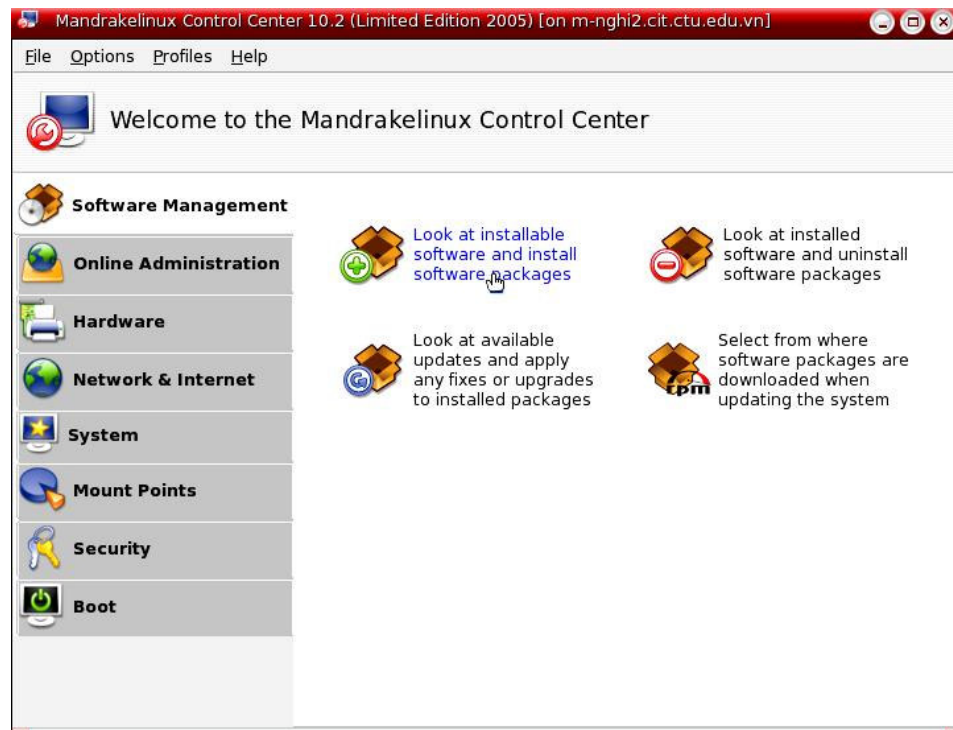 Mandrakelinux Control Center 10.2 (Limited Edition 2005) [on m-nghi2.cit.ctu.edu.vn]
File Options Profiles Help
Welcome to the Mandrakelinux Control Center
Software Management
Online Administration
Hardware
Network & Internet
System
Mount Points
Security
Boot
Look at installable
software and install
software packages
Look at installed
software and uninstall
software packages
Look at available
updates and apply
any fixes or upgrades
to installed packages
rpm
Select from where
software packages are
downloaded when
updating the system